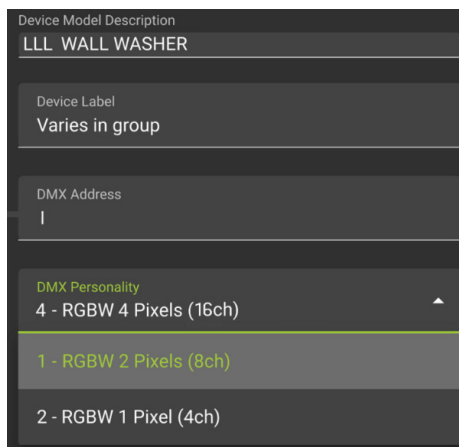 Device Model Description
LLL WALL WASHER
Device Label
Varies in group
DMX Address
I
DMX Personality
4 - RGBW 4 Pixels (16ch)
1 - RGBW 2 Pixels (8ch)
2 - RGBW 1 Pixel (4ch)